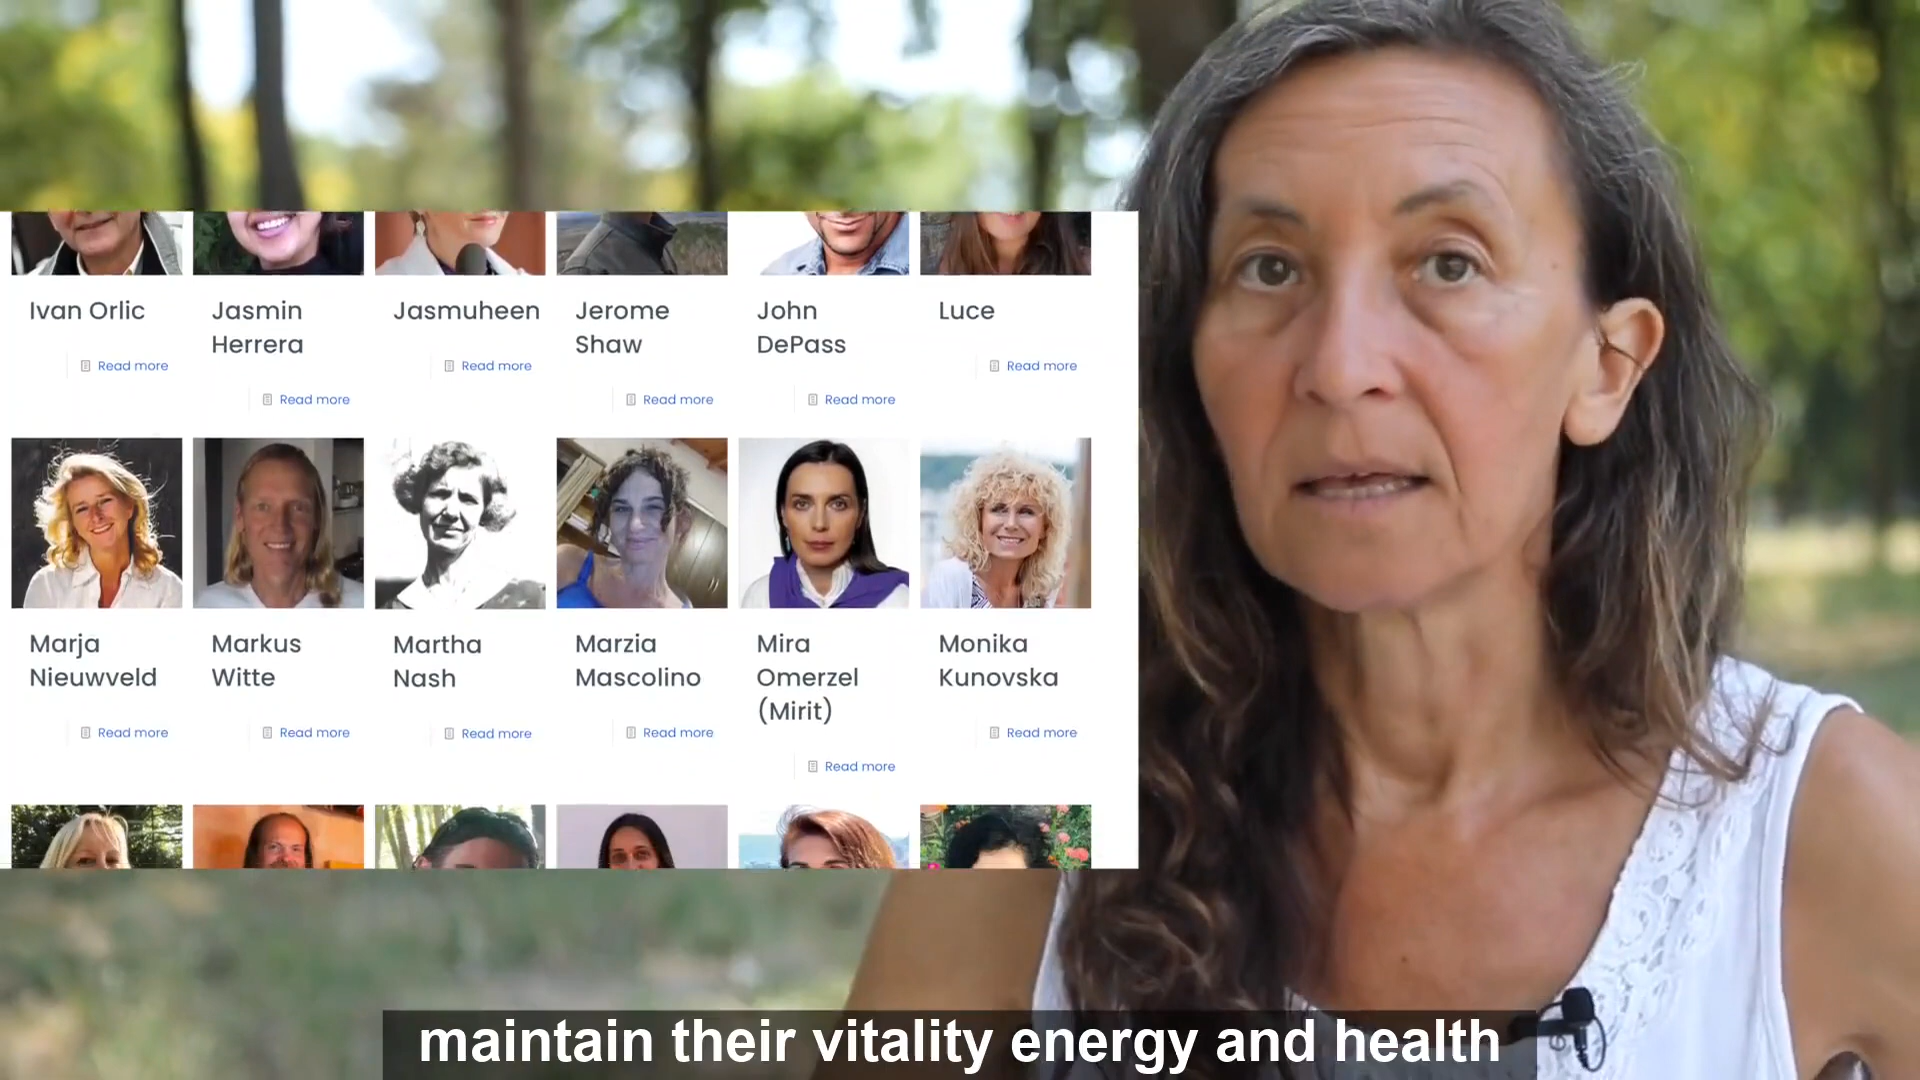 Ivan Orlic
Jasmin
Herrera
Jasmuheen
Jerome
Shaw
John
DePass
Luce
Read more
Read more
Read more
Read more
Read more
Read more
Marja
Nieuwveld
Markus
Witte
Martha
Nash
Marzia
Mascolino
Mira
Omerzel
(Mirit)
Monika
Kunovska
Read more
Read more
Read more
Read more
Read more
Read more
maintain their vitality energy and health